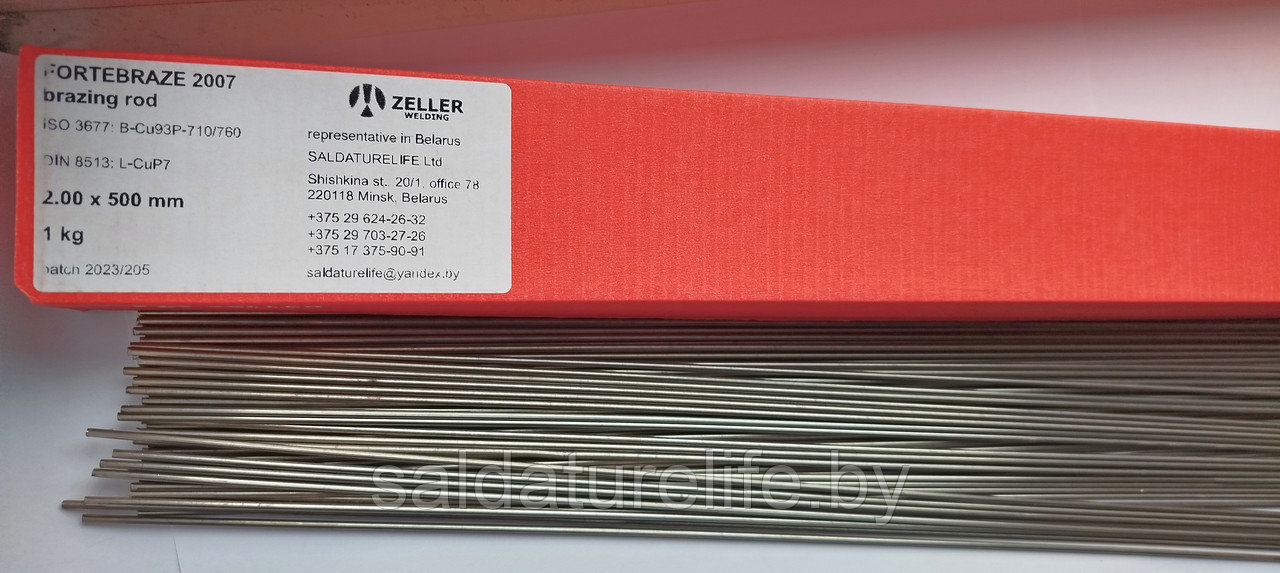 FORTEBRAZE 2007
brazing rod
ISO 3677: B-Cu93P-710/760
DIN 8513: L-CuP7
2.00 x 500 mm
1 kg
batch 2023/205
ZELLER
WELDING
representative in Belarus
SALDATURELIFE Ltd
Shishkina st. 20/1, office 78
220118 Minsk, Belarus
+375 29 624-26-32
+375 29 703-27-26
+375 17 375-90-91
saldaturelife@yandex.by
saldaturelife.by